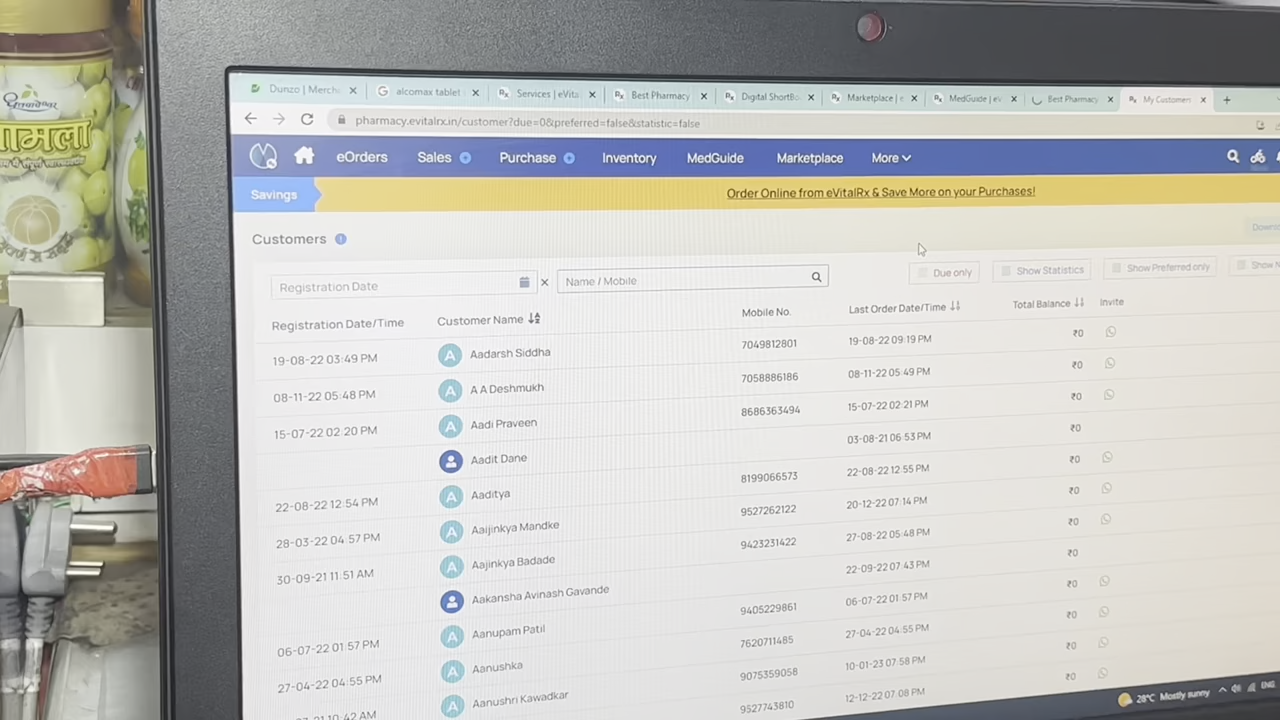 आमला
Dunzo | Merch
alcomax tablet
Services | eVita
Best Pharmacy
Digital ShortBo
Marketplace | e
MedGuide | eV
Best Pharmacy
My Customers
pharmacy.evitalrx.in/customer?due=0&preferred=false&statistic=false
eOrders Sales Purchase Inventory MedGuide Marketplace More
Savings Order Online from eVitalRx & Save More on your Purchases!
Customers Downlo
Registration Date Name / Mobile Due only Show Statistics Show Preferred only Show N
Registration Date/Time Customer Name Mobile No. Last Order Date/Time Total Balance Invite
19-08-22 03:49 PM A Aadarsh Siddha 7049812801 19-08-22 09:19 PM ₹0
08-11-22 05:48 PM A A A Deshmukh 7058886186 08-11-22 05:49 PM ₹0
15-07-22 02:20 PM A Aadi Praveen 8686363494 15-07-22 02:21 PM ₹0
Aadit Dane 03-08-21 06:53 PM ₹0
22-08-22 12:54 PM A Aaditya 8199066573 22-08-22 12:55 PM ₹0
28-03-22 04:57 PM A Aaijinkya Mandke 9527262122 20-12-22 07:14 PM ₹0
30-09-21 11:51 AM A Aajinkya Badade 9423231422 27-08-22 05:48 PM ₹0
Aakansha Avinash Gavande 22-09-22 07:43 PM ₹0
06-07-22 01:57 PM A Aanupam Patil 9405229861 06-07-22 01:57 PM ₹0
27-04-22 04:55 PM A Aanushka 7620711485 27-04-22 04:55 PM ₹0
10:42 AM A Aanushri Kawadkar 9075359058 10-01-23 07:58 PM ₹0
9527743810 12-12-22 07:08 PM ₹0
28°C Mostly sunny ENG